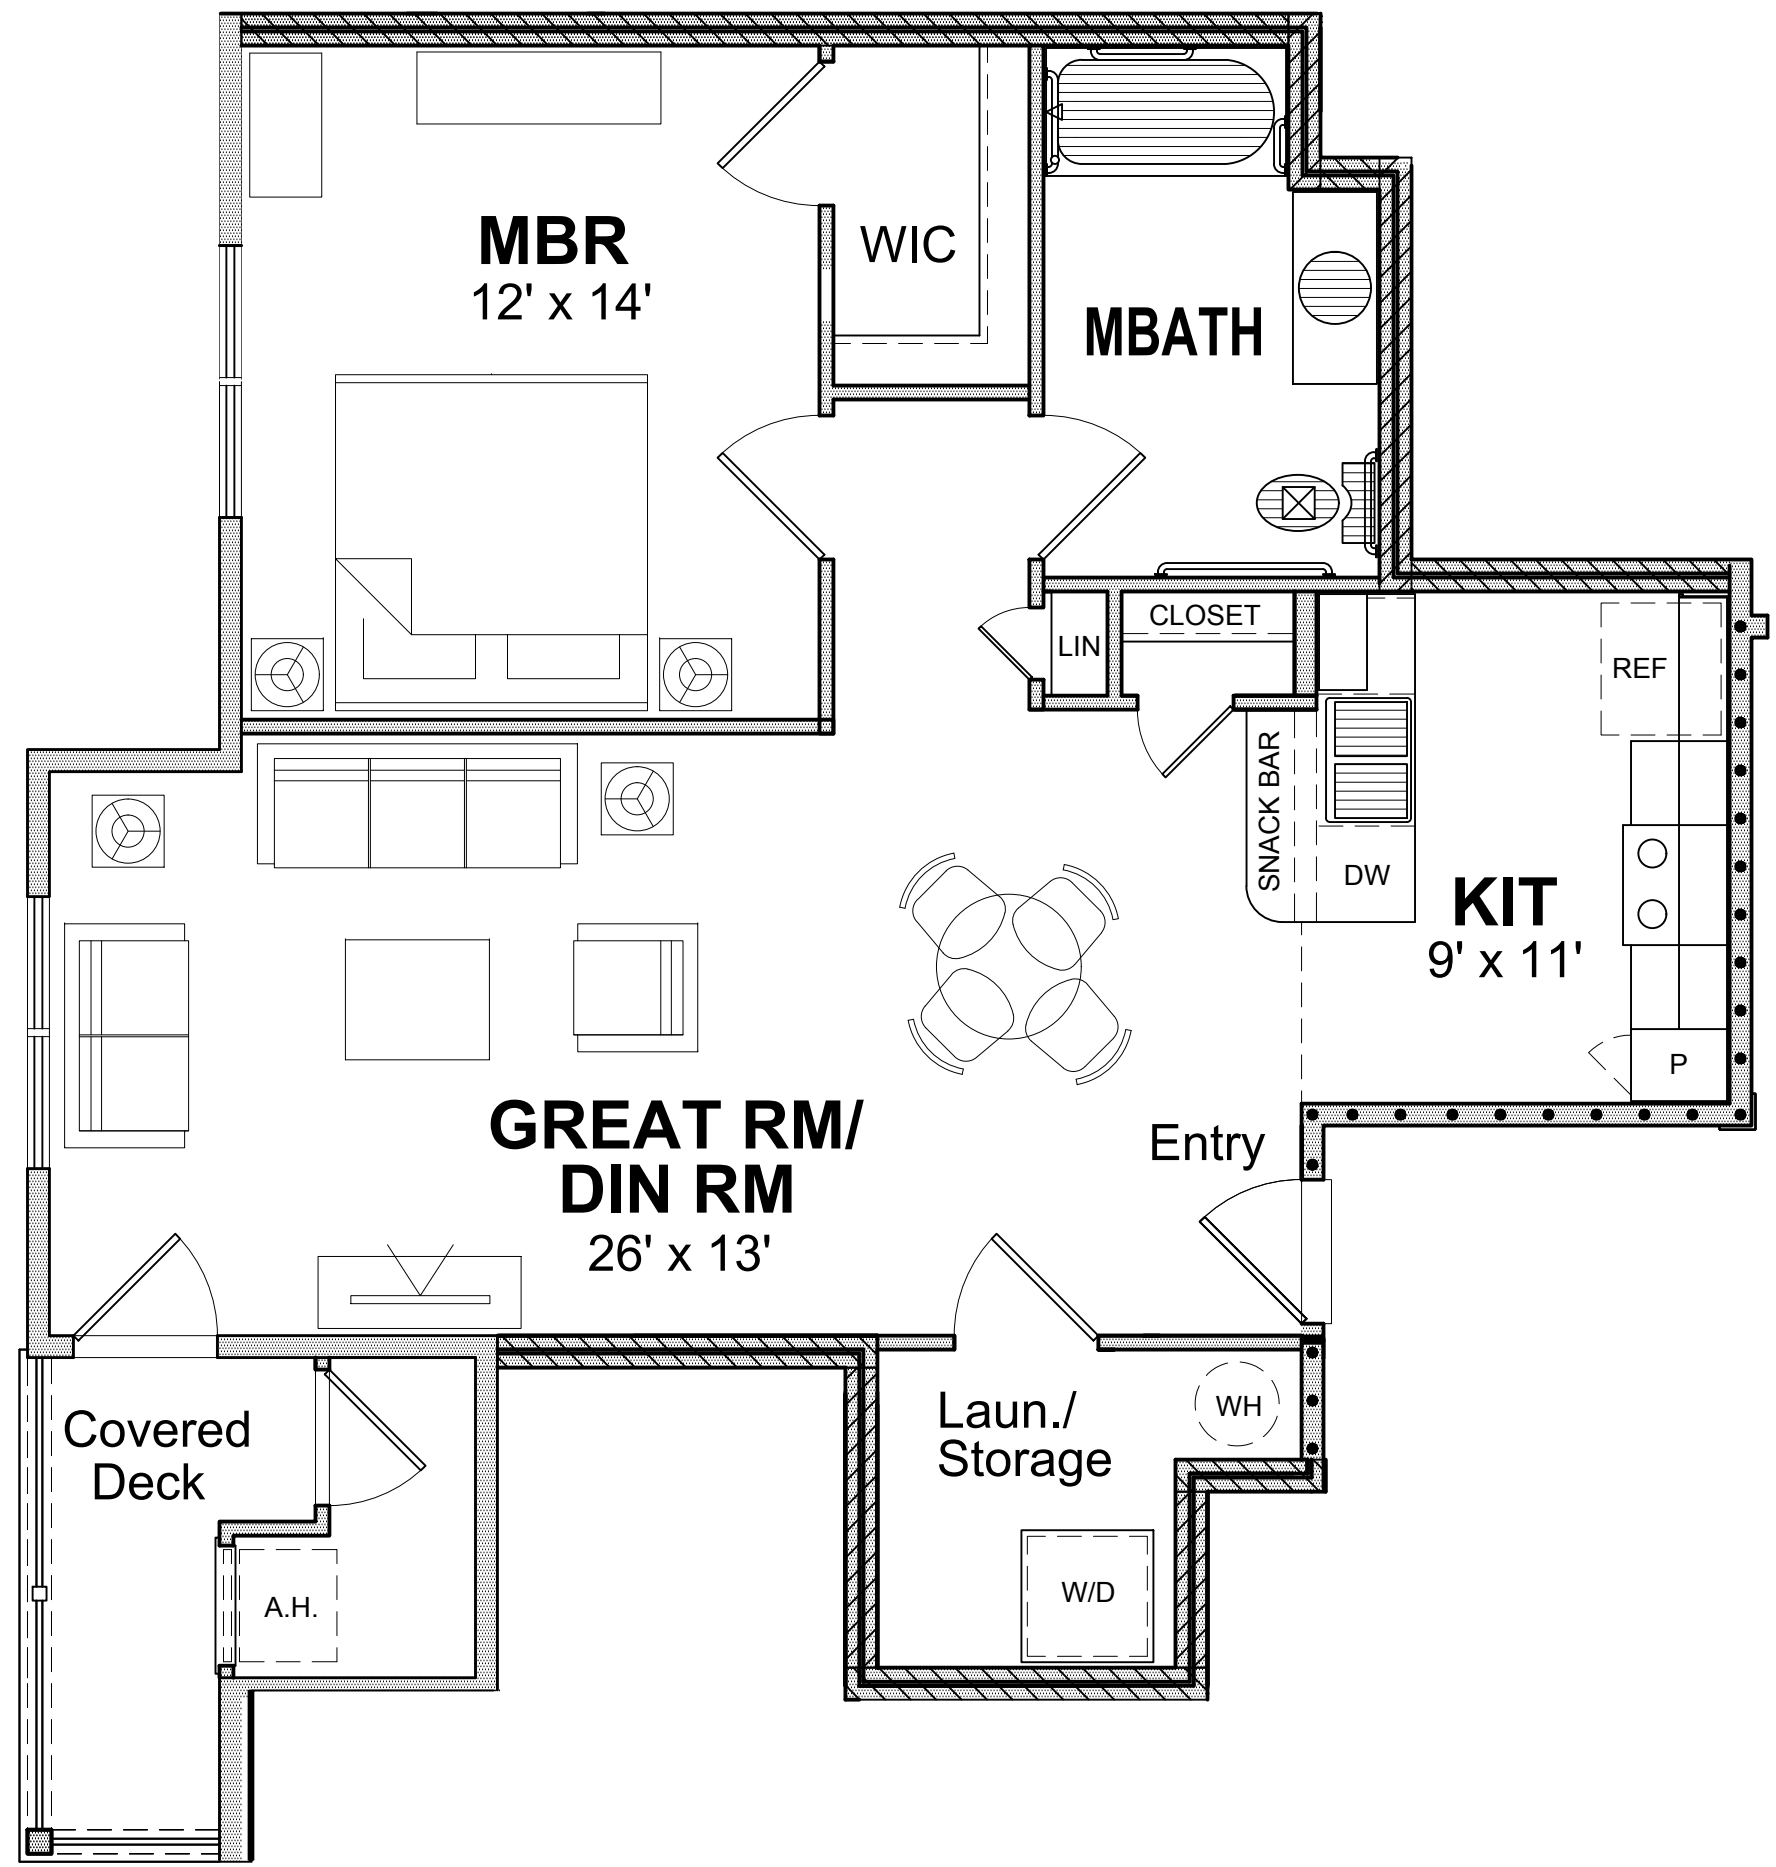 MBR
12' x 14'
WIC
MBATH
LIN
CLOSET
REF
SNACK BAR
DW
KIT
9' x 11'
P
GREAT RM/
DIN RM
26' x 13'
Entry
Covered
Deck
A.H.
Laun./
Storage
WH
W/D